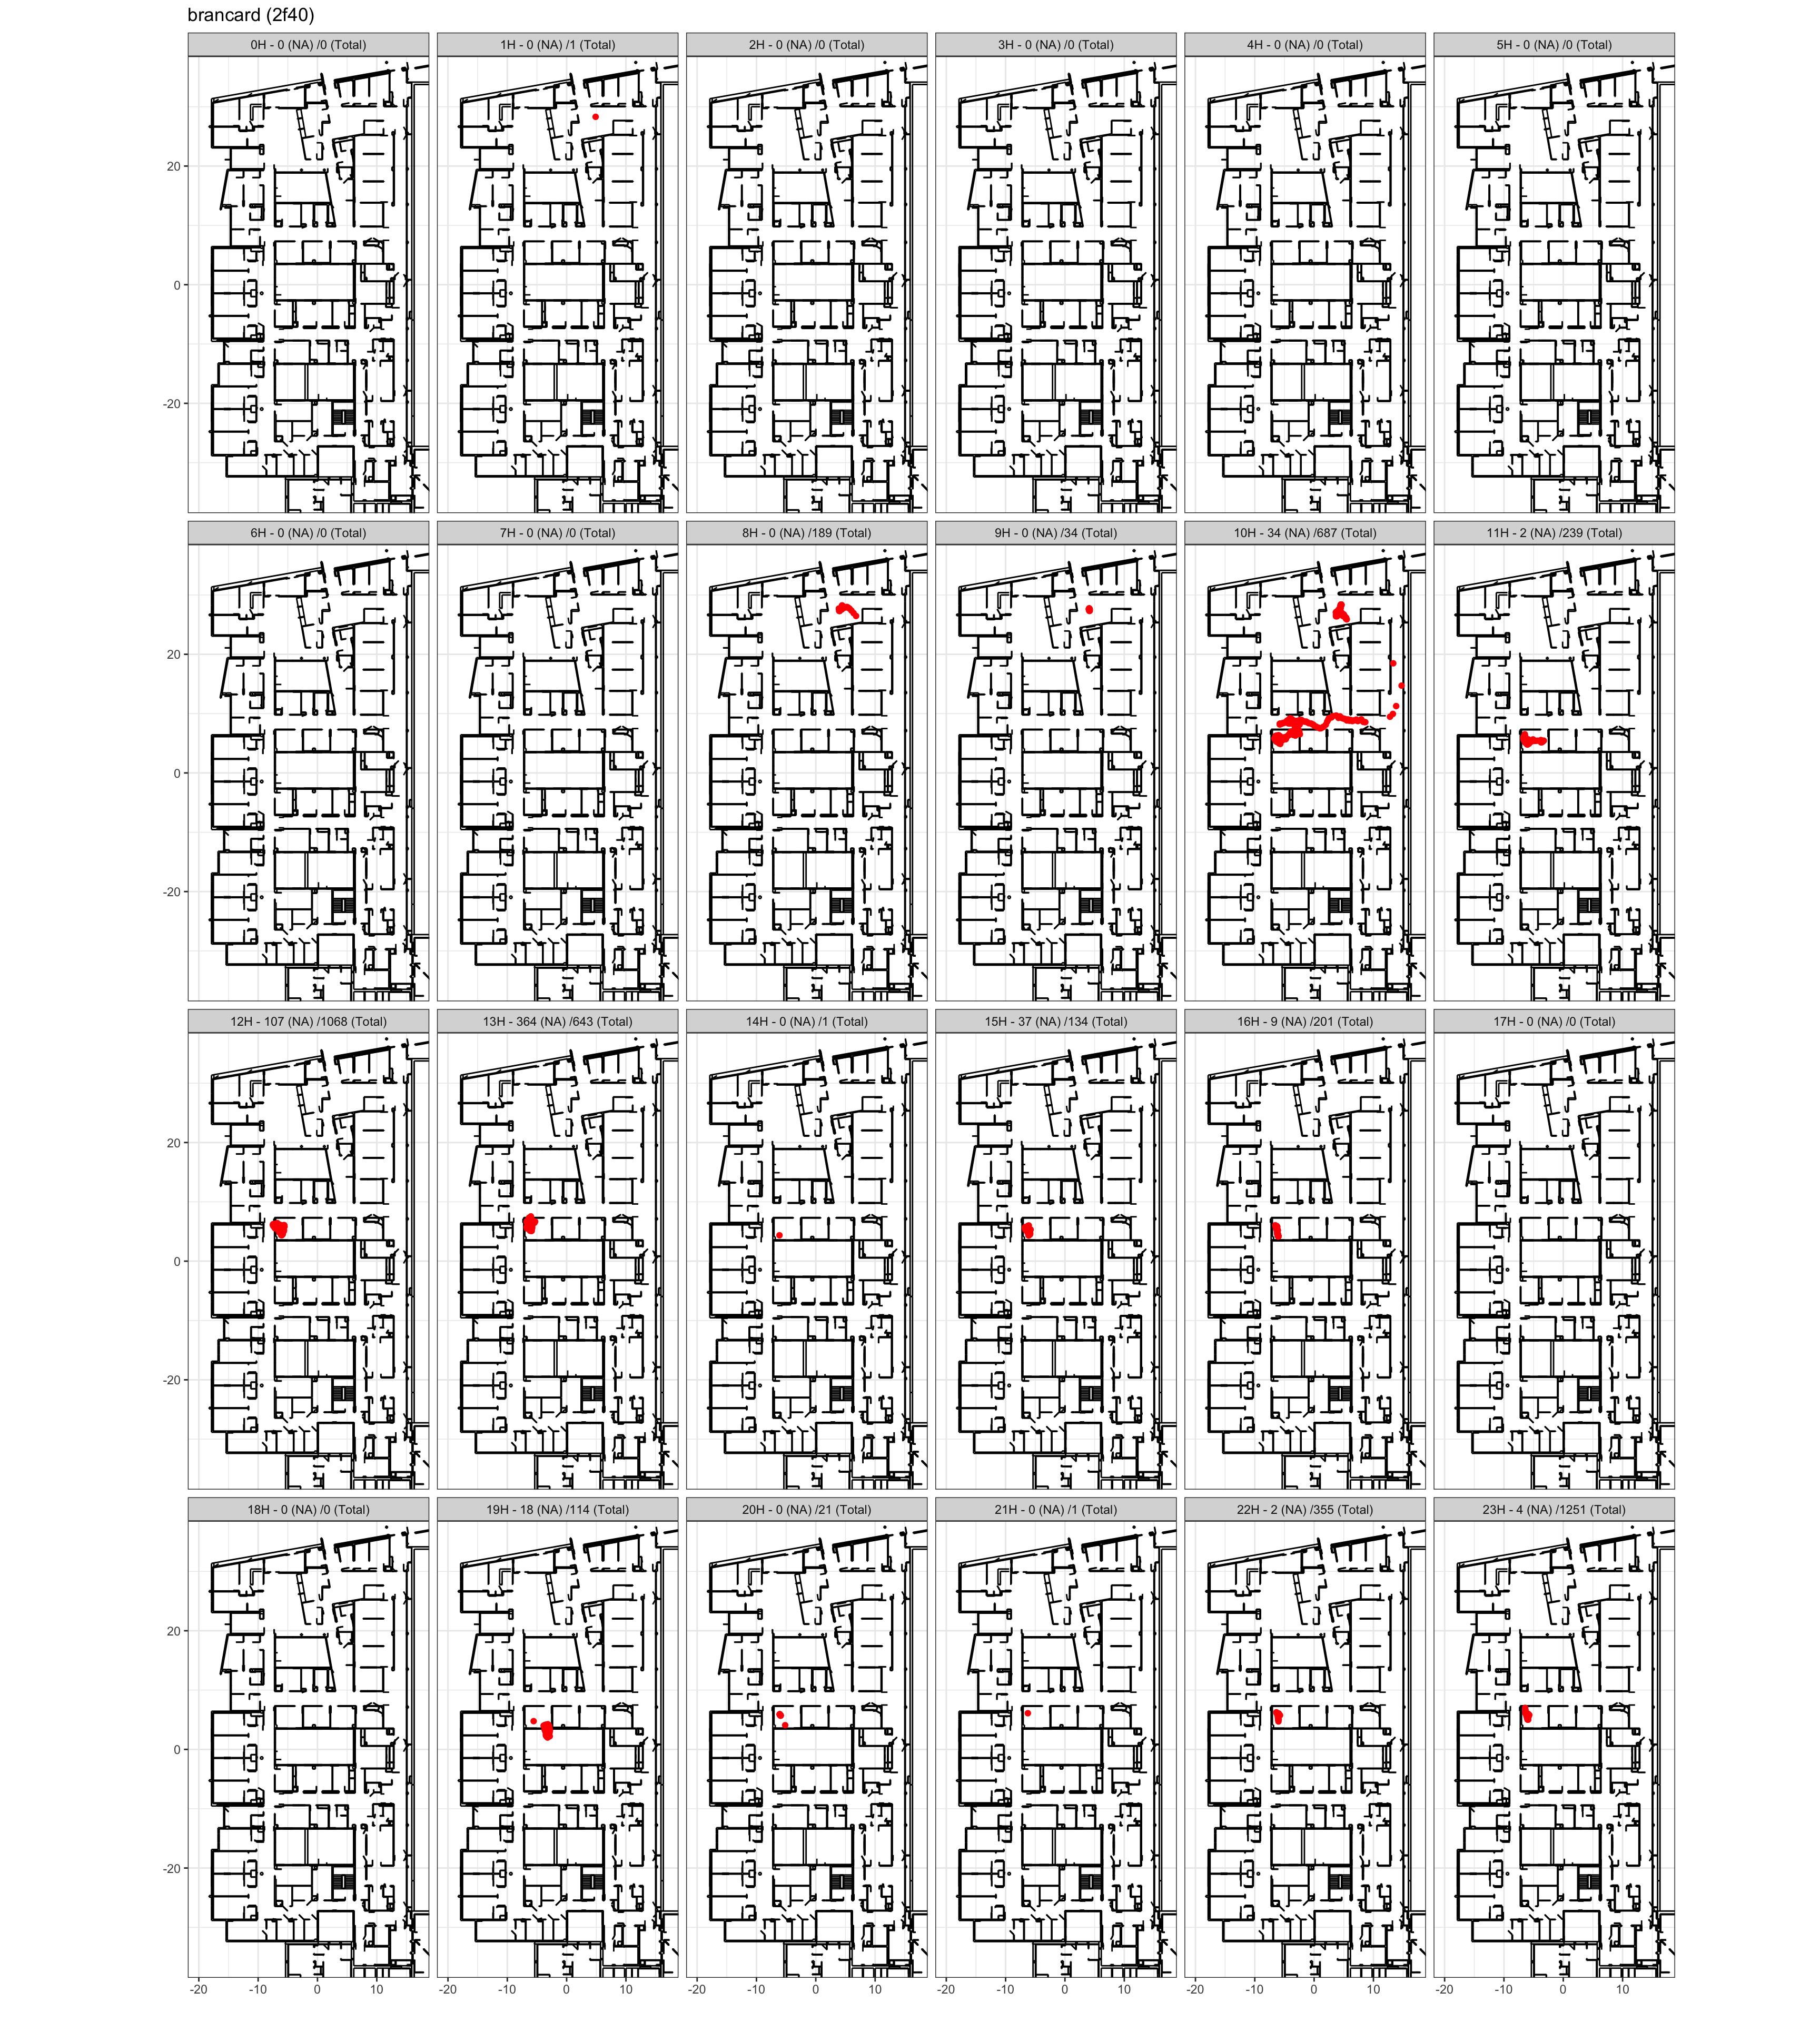 brancard (2f40)
0H - 0 (NA) /0 (Total)
1H - 0 (NA) /1 (Total)
2H - 0 (NA) /0 (Total)
3H - 0 (NA) /0 (Total)
4H - 0 (NA) /0 (Total)
5H - 0 (NA) /0 (Total)
20
0
-20
6H - 0 (NA) /0 (Total)
7H - 0 (NA) /0 (Total)
8H - 0 (NA) /189 (Total)
9H - 0 (NA) /34 (Total)
10H - 34 (NA) /687 (Total)
11H - 2 (NA) /239 (Total)
20
0
-20
12H - 107 (NA) /1068 (Total)
13H - 364 (NA) /643 (Total)
14H - 0 (NA) /1 (Total)
15H - 37 (NA) /134 (Total)
16H - 9 (NA) /201 (Total)
17H - 0 (NA) /0 (Total)
20
0
-20
18H - 0 (NA) /0 (Total)
19H - 18 (NA) /114 (Total)
20H - 0 (NA) /21 (Total)
21H - 0 (NA) /1 (Total)
22H - 2 (NA) /355 (Total)
23H - 4 (NA) /1251 (Total)
20
0
-20
-20 -10 0 10
-20 -10 0 10
-20 -10 0 10
-20 -10 0 10
-20 -10 0 10
-20 -10 0 10